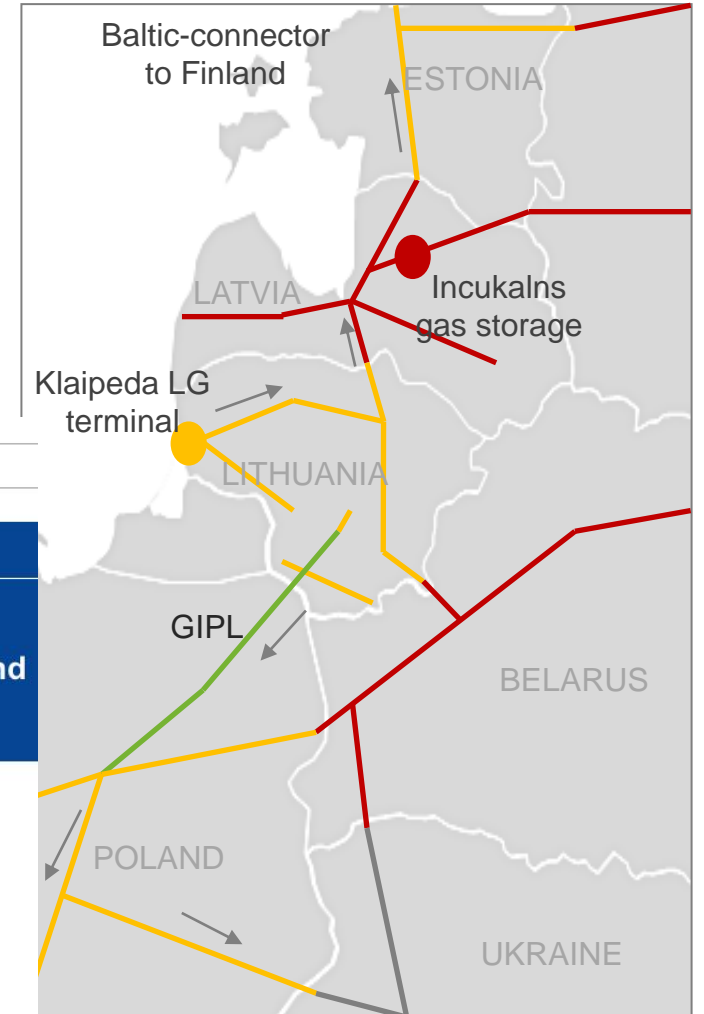 Baltic-connector
to Finland
ESTONIA
LATVIA
Incukalns
gas storage
Klaipeda LG
terminal
LITHUANIA
GIPL
nd
BELARUS
POLAND
UKRAINE